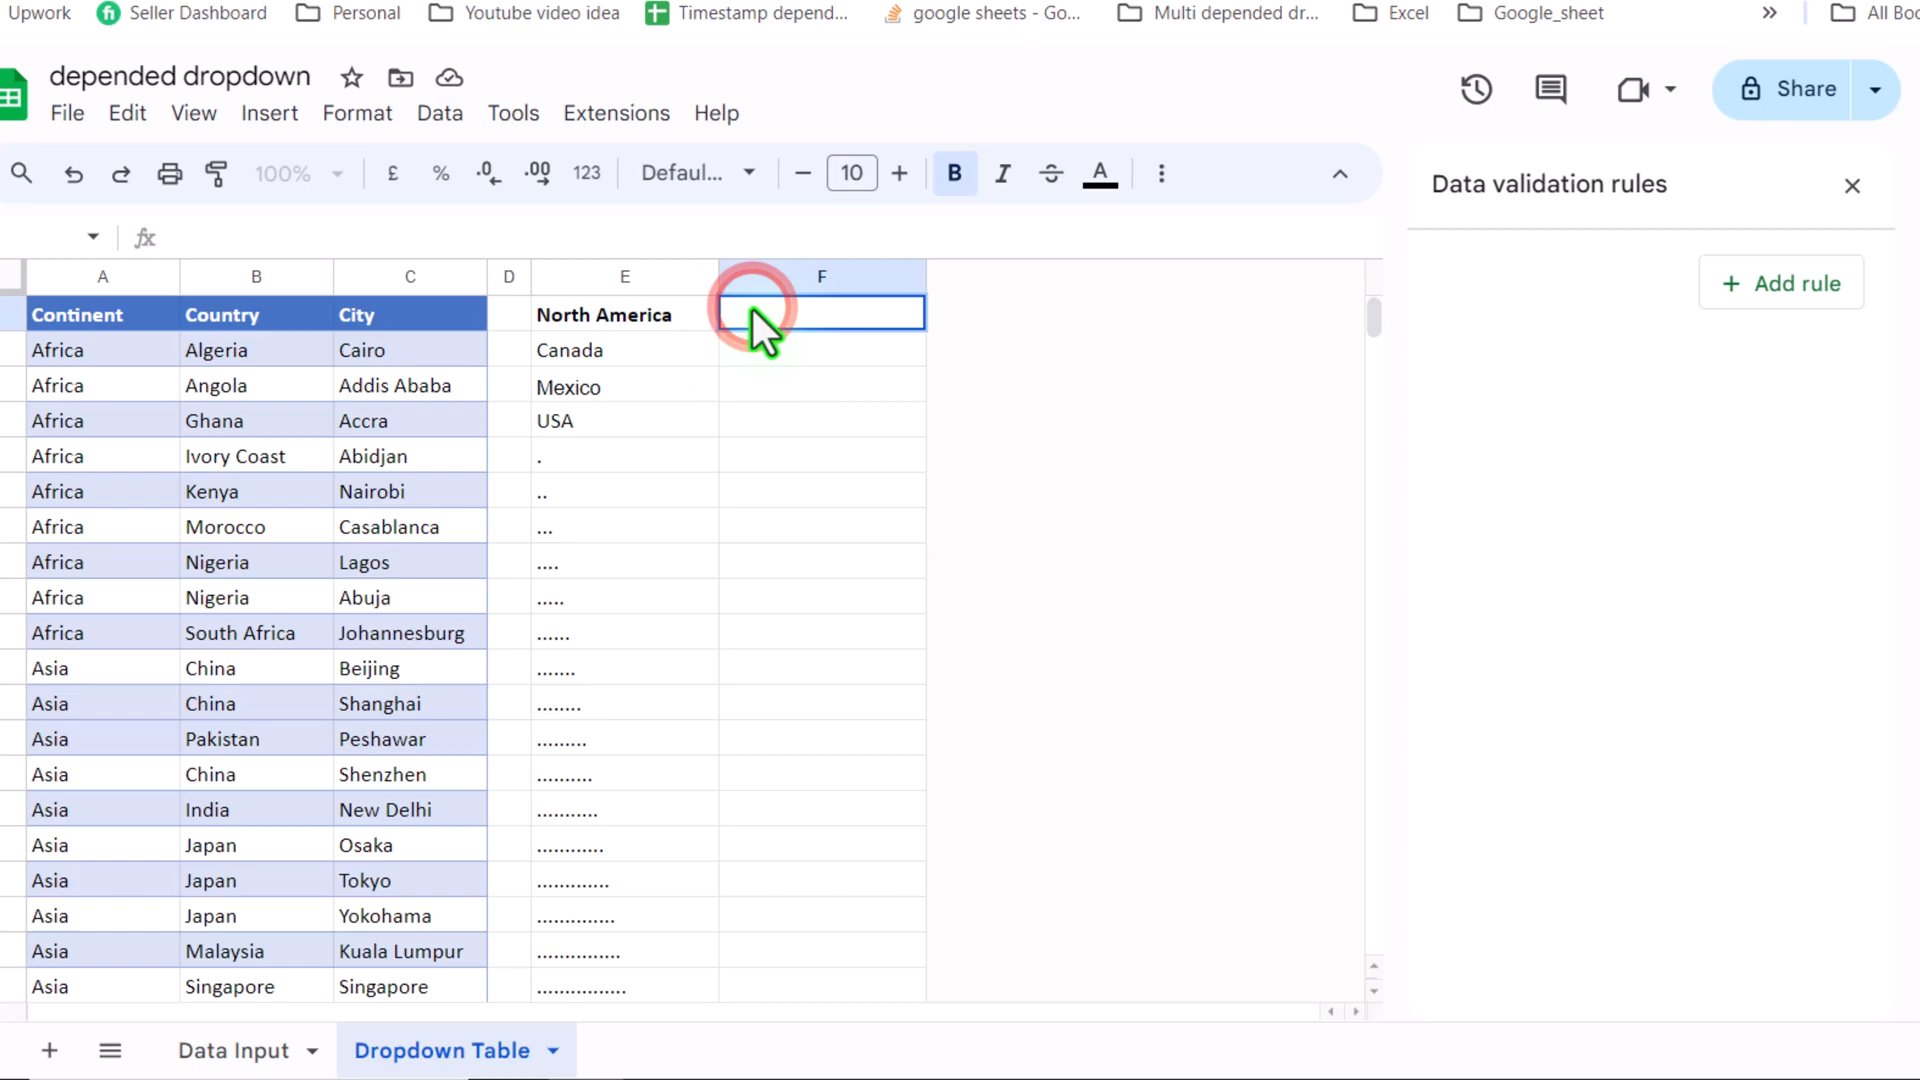 Upwork Seller Dashboard Personal Youtube video idea Timestamp depend... google sheets - Go... Multi depended dr... Excel Google_sheet » All Boo
depended dropdown
File Edit View Insert Format Data Tools Extensions Help
Share
100% £ % .0 .00 123 Defaul... − 10 + B I S A
Data validation rules
fx
+ Add rule
A B C D E F
Continent Country City North America
Africa Algeria Cairo Canada
Africa Angola Addis Ababa Mexico
Africa Ghana Accra USA
Africa Ivory Coast Abidjan .
Africa Kenya Nairobi ..
Africa Morocco Casablanca ...
Africa Nigeria Lagos ....
Africa Nigeria Abuja .....
Africa South Africa Johannesburg ......
Asia China Beijing .......
Asia China Shanghai ........
Asia Pakistan Peshawar .........
Asia China Shenzhen ..........
Asia India New Delhi ...........
Asia Japan Osaka ............
Asia Japan Tokyo .............
Asia Japan Yokohama ..............
Asia Malaysia Kuala Lumpur ...............
Asia Singapore Singapore ................
+ Data Input Dropdown Table